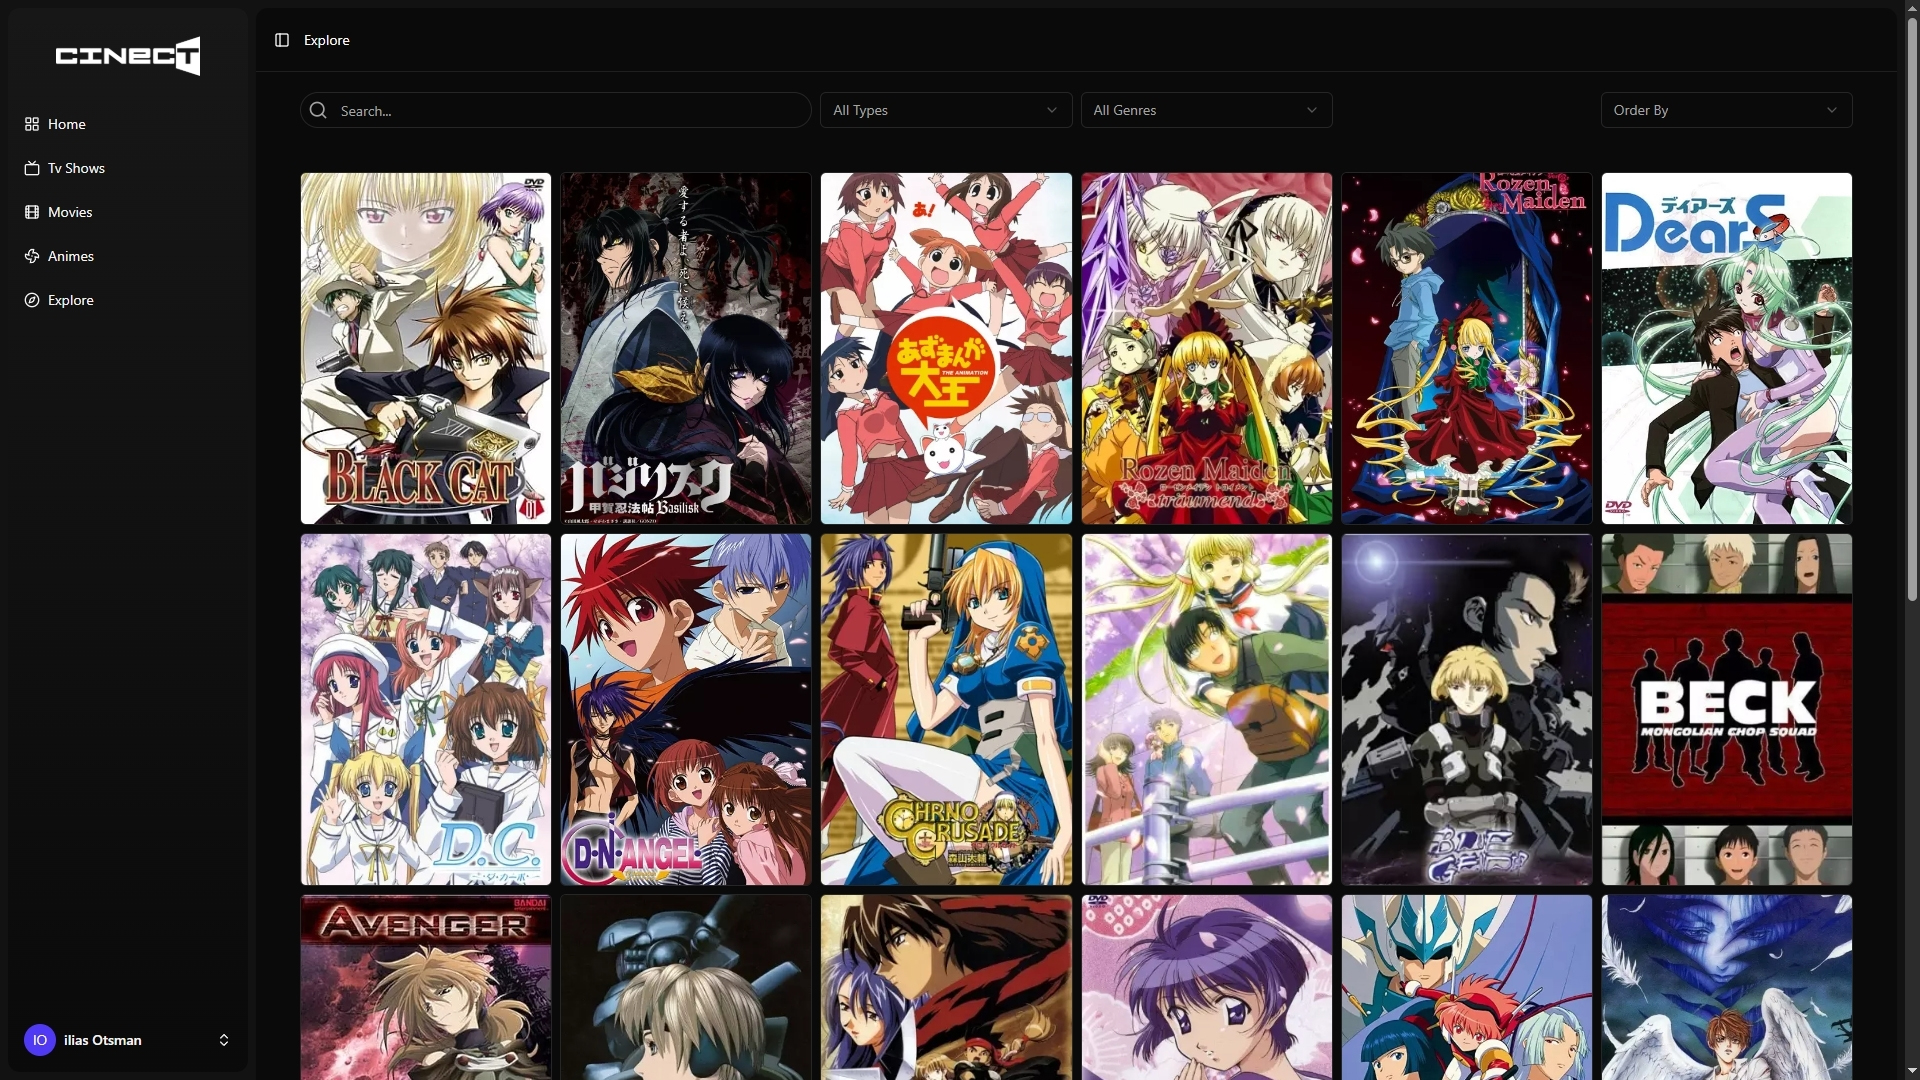 CINECT
Explore
Home
Tv Shows
Movies
Animes
Explore
Search...
All Types
All Genres
Order By
DVD
BLACK CAT
01
愛する者よ、死に候え。
バジリスク
甲賀忍法帖 Basilisk
あ!
あずまんが
THE ANIMATION
大王
Rozen Maiden
träumend
Rozen
Maiden
ディアーズ
DearS
DVD
D.C.
ダ・カーポ
D·N·ANGEL
CHRNO
CRUSADE
森山大輔
BECK
MONGOLIAN CHOP SQUAD
BANDAI
AVENGER
DVD
IO
ilias Otsman